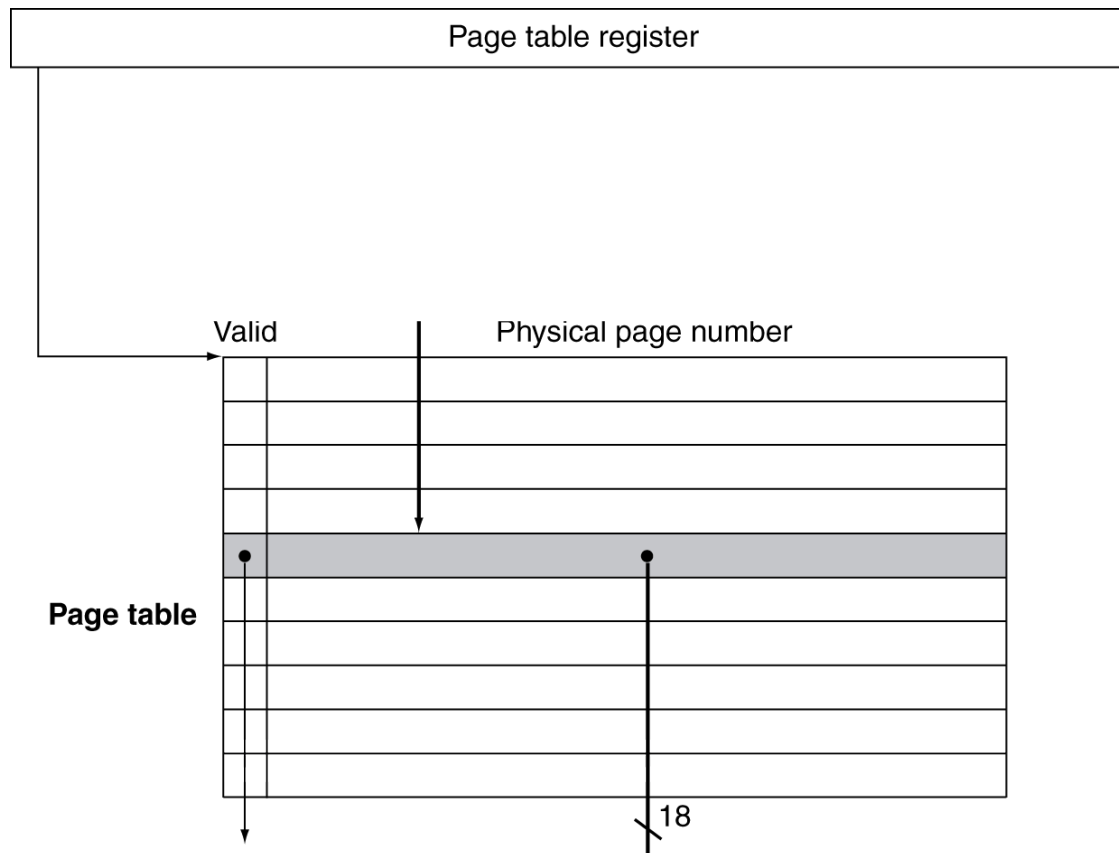 Page table register
Valid
Physical page number
Page table
18